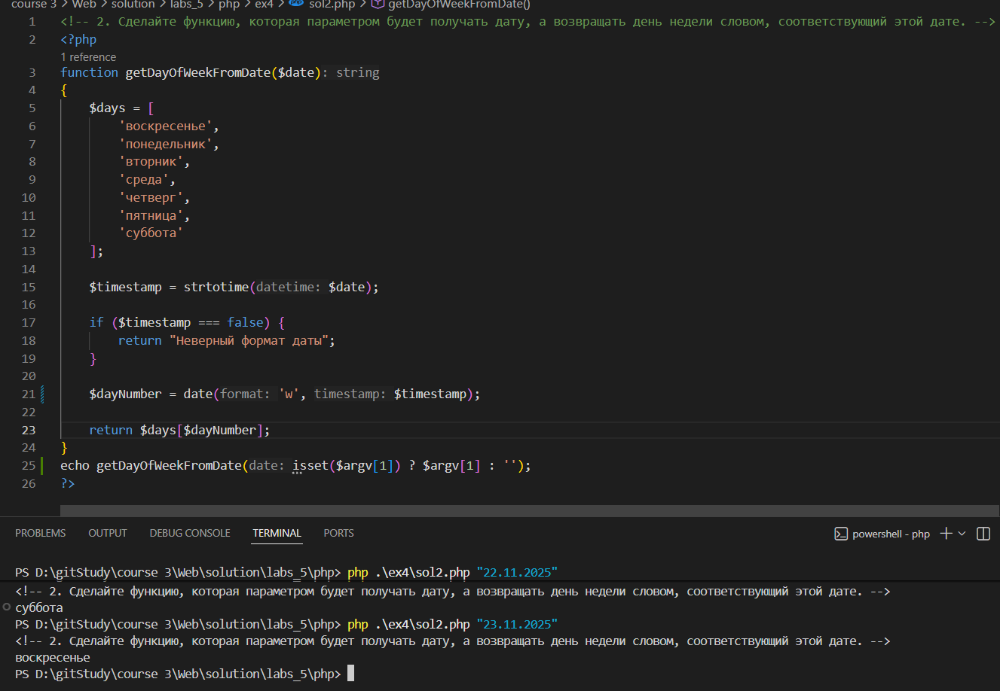 course 3 > Web > solution > labs_5 > php > ex4 > php sol2.php > getDayOfWeekFromDate()
1 <!-- 2. Сделайте функцию, которая параметром будет получать дату, а возвращать день недели словом, соответствующий этой дате. -->
2 <?php
1 reference
3 function getDayOfWeekFromDate($date): string
4 {
5 $days = [
6 'воскресенье',
7 'понедельник',
8 'вторник',
9 'среда',
10 'четверг',
11 'пятница',
12 'суббота'
13 ];
14
15 $timestamp = strtotime(datetime: $date);
16
17 if ($timestamp === false) {
18 return "Неверный формат даты";
19 }
20
21 $dayNumber = date(format: 'w', timestamp: $timestamp);
22
23 return $days[$dayNumber];
24 }
25 echo getDayOfWeekFromDate(date: isset($argv[1]) ? $argv[1] : '');
26 ?>
PROBLEMS OUTPUT DEBUG CONSOLE TERMINAL PORTS powershell - php
PS D:\gitStudy\course 3\Web\solution\labs_5\php> php .\ex4\sol2.php "22.11.2025"
<!-- 2. Сделайте функцию, которая параметром будет получать дату, а возвращать день недели словом, соответствующий этой дате. -->
суббота
PS D:\gitStudy\course 3\Web\solution\labs_5\php> php .\ex4\sol2.php "23.11.2025"
<!-- 2. Сделайте функцию, которая параметром будет получать дату, а возвращать день недели словом, соответствующий этой дате. -->
воскресенье
PS D:\gitStudy\course 3\Web\solution\labs_5\php>